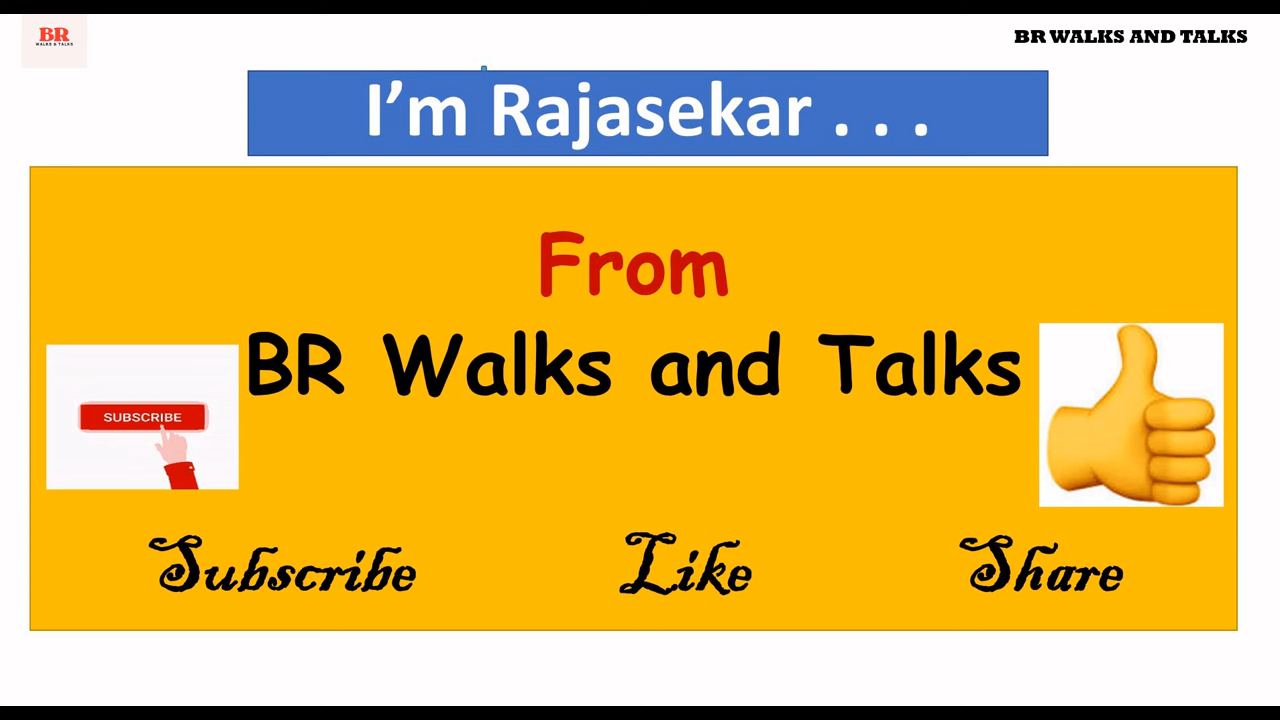 BR
WALKS & TALKS
BR WALKS AND TALKS
I’m Rajasekar . . .
From
BR Walks and Talks
SUBSCRIBE
Subscribe Like Share